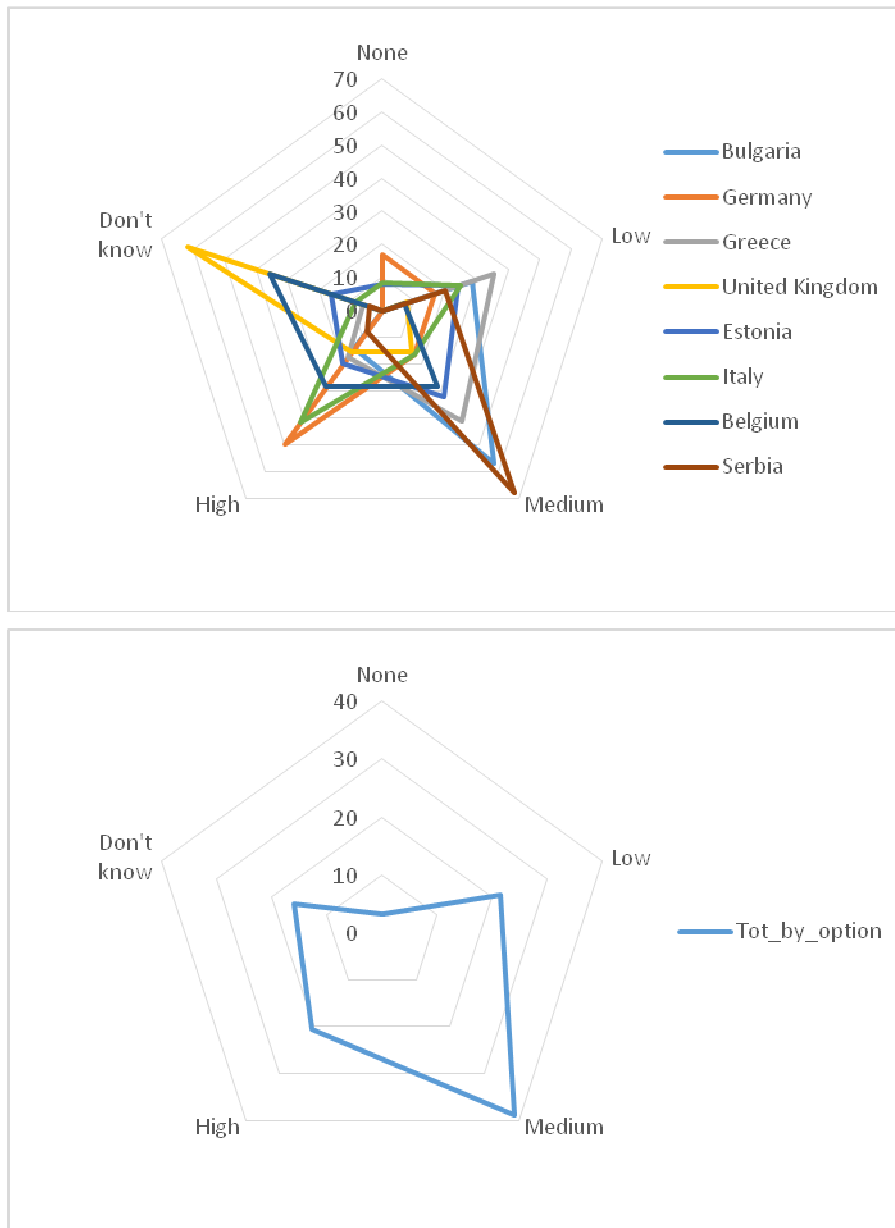 None
70
60
50
40
30
20
10
0
Don't
know
Low
High
Medium
Bulgaria
Germany
Greece
United Kingdom
Estonia
Italy
Belgium
Serbia
None
40
30
20
10
0
Don't
know
Low
High
Medium
Tot_by_option